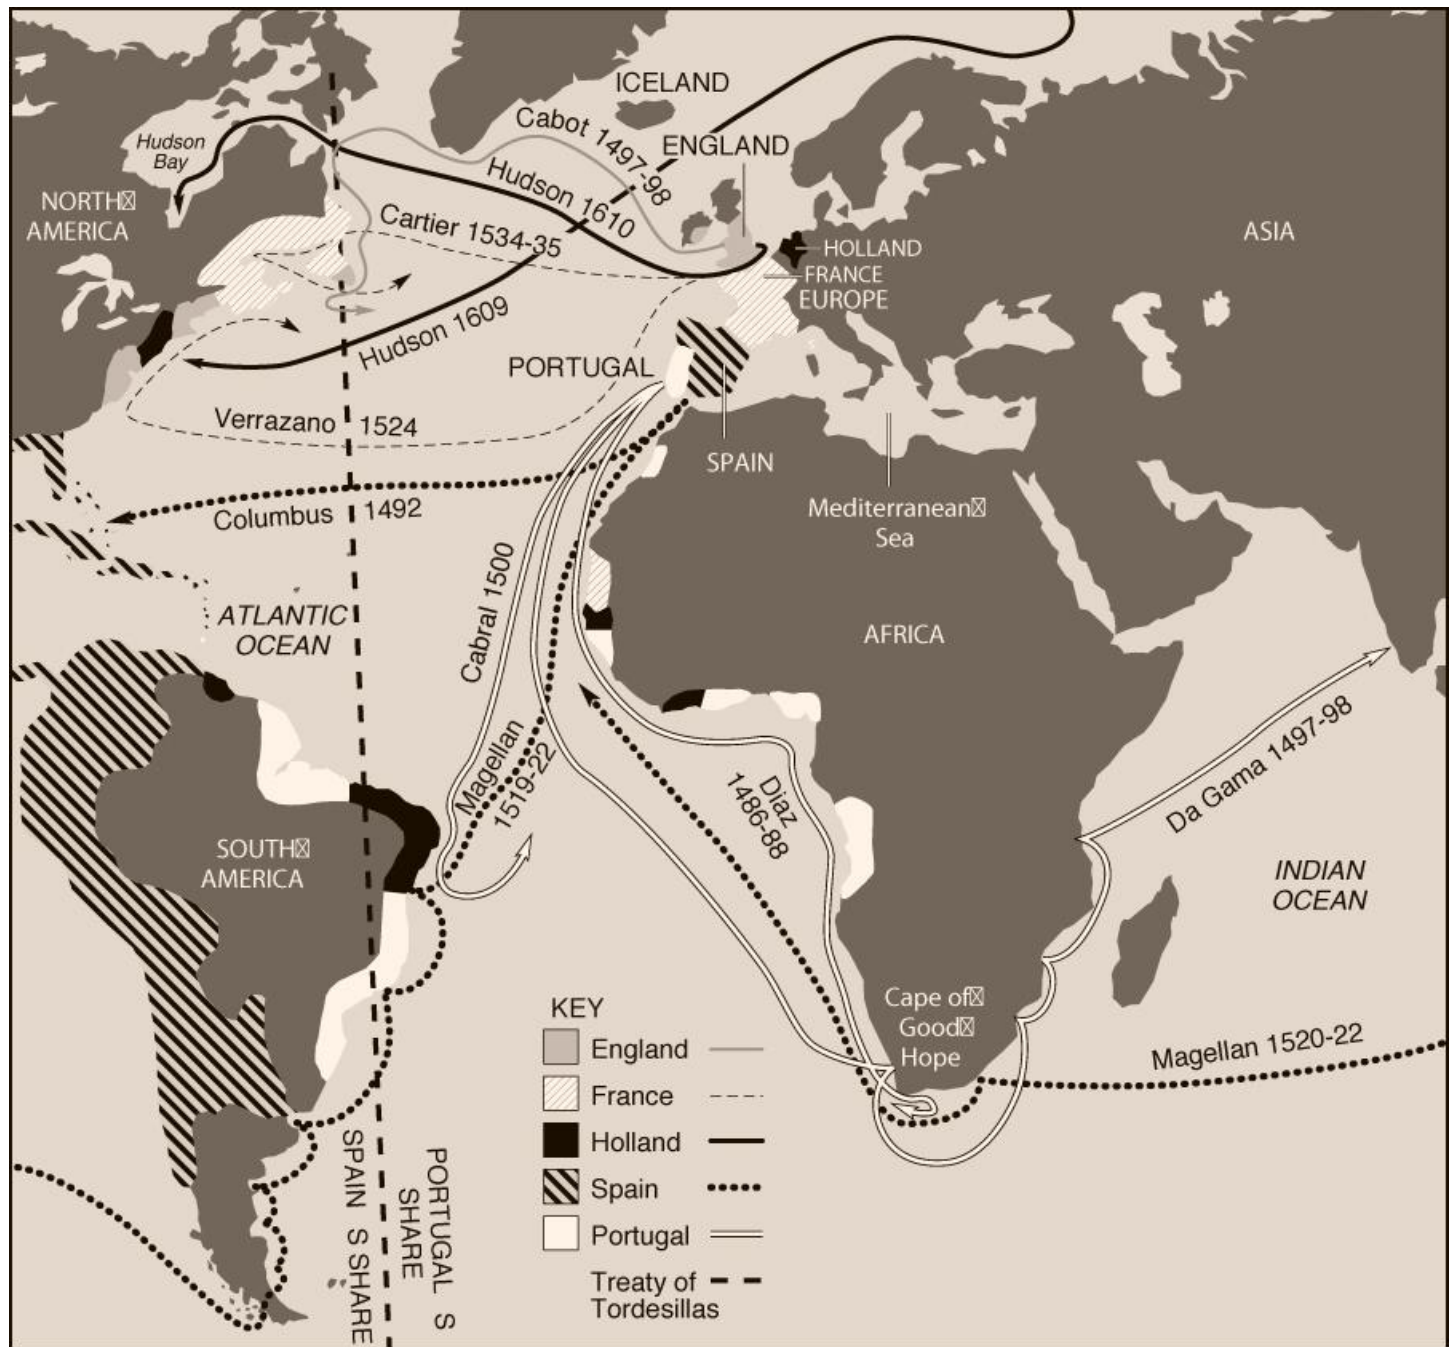 ICELAND
Cabot 1497-98
ENGLAND
Hudson
Bay
Hudson 1610
NORTH
AMERICA
Cartier 1534-35
ASIA
HOLLAND
FRANCE
EUROPE
Hudson 1609
PORTUGAL
Verrazano 1524
SPAIN
Columbus 1492
Mediterranean
Sea
Cabral 1500
ATLANTIC
OCEAN
AFRICA
Da Gama 1497-98
Magellan
1519-22
Diaz
1486-88
SOUTH
AMERICA
INDIAN
OCEAN
Cape of
Good
Hope
Magellan 1520-22
KEY
England
France
Holland
Spain
Portugal
Treaty of
Tordesillas
SPAIN S SHARE
PORTUGAL S
SHARE